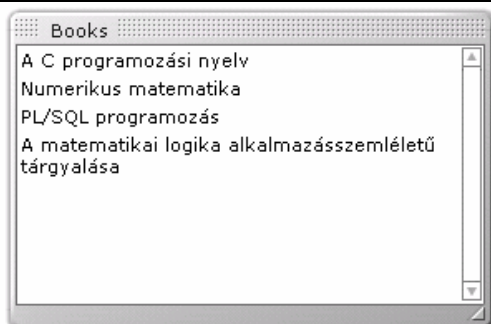 Books
A C programozási nyelv
Numerikus matematika
PL/SQL programozás
A matematikai logika alkalmazásszemléletű
tárgyalása